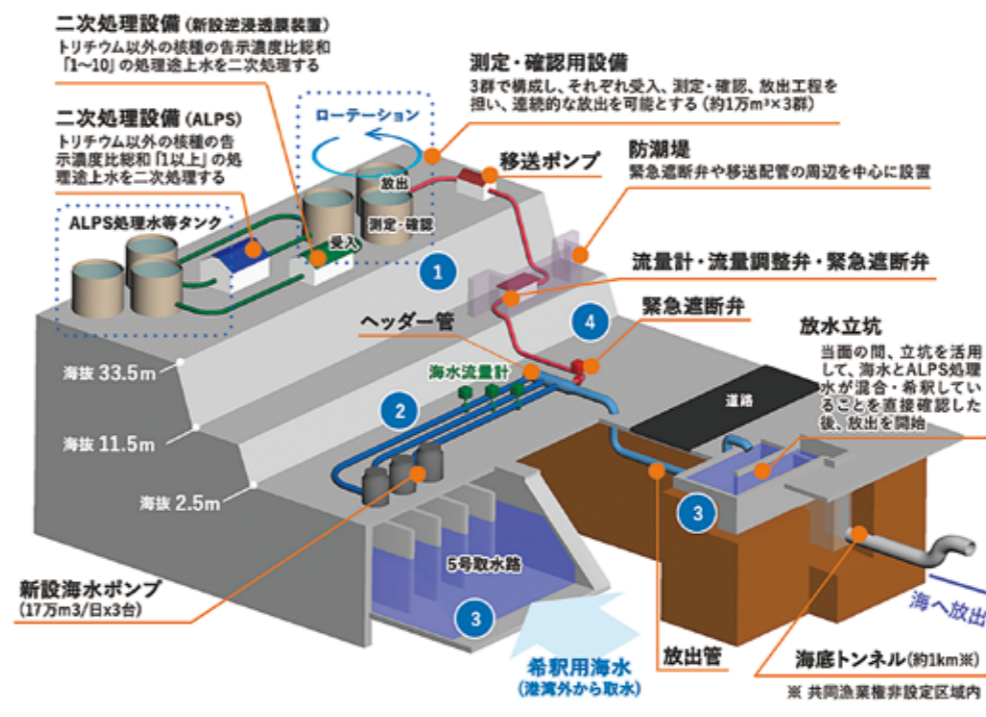 二次処理設備(新設逆浸透膜装置)
トリチウム以外の核種の告示濃度比総和
「1～10」の処理途上水を二次処理する
二次処理設備(ALPS)
トリチウム以外の核種の告
示濃度比総和「1以上」の処
理途上水を二次処理する
ALPS処理水等タンク
ローテーション
放出
測定・確認
受入
測定・確認用設備
3群で構成し、それぞれ受入、測定・確認、放出工程を
担い、連続的な放出を可能とする(約1万m³×3群)
移送ポンプ
防潮堤
緊急遮断弁や移送配管の周辺を中心に設置
1
流量計・流量調整弁・緊急遮断弁
4
緊急遮断弁
ヘッダー管
海水流量計
2
海抜 33.5m
海抜 11.5m
海抜 2.5m
放水立坑
当面の間、立坑を活用
して、海水とALPS処理
水が混合・希釈してい
ることを直接確認した
後、放出を開始
道路
3
5号取水路
3
新設海水ポンプ
(17万m3/日x3台)
希釈用海水
(港湾外から取水)
放出管
海底トンネル(約1km※)
海へ放出
※ 共同漁業権非設定区域内